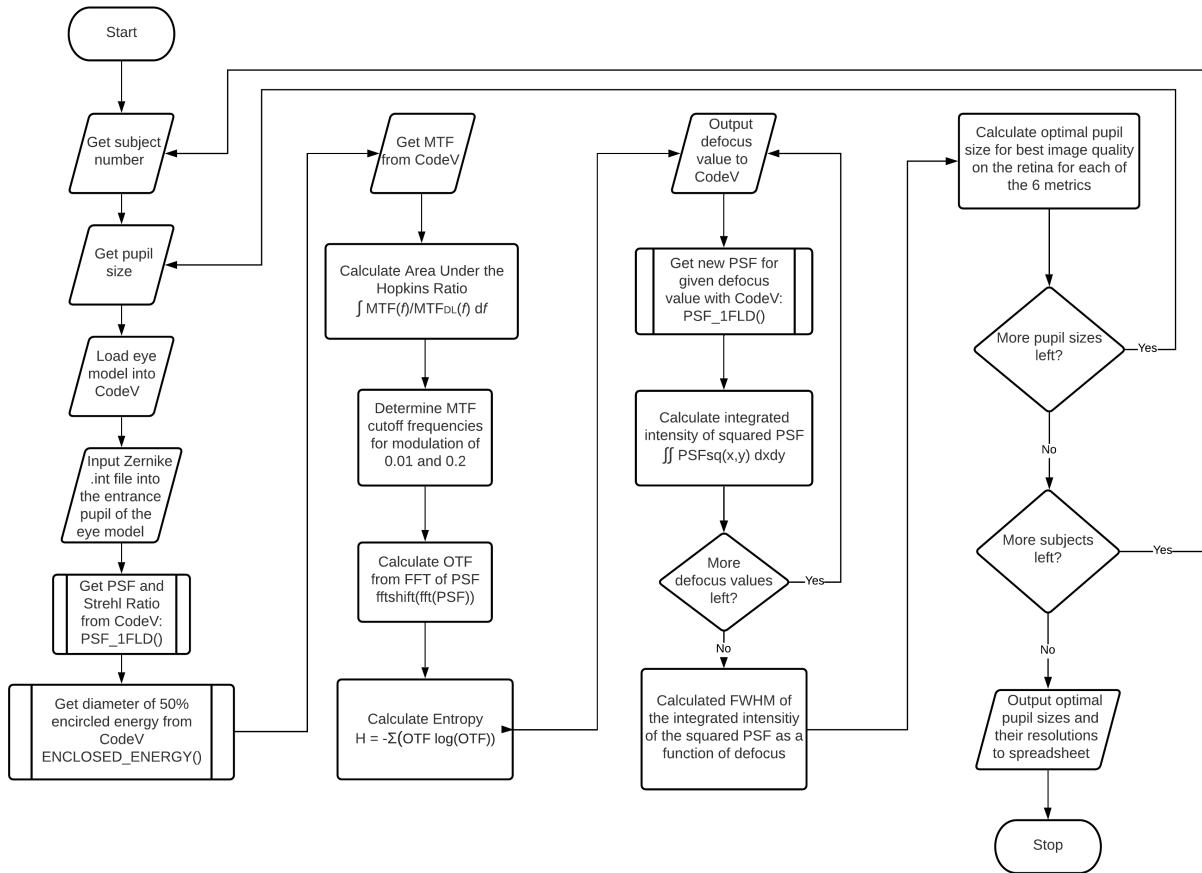 Start
Get subject
number
Get pupil
size
Load eye
model into
CodeV
Input Zernike
.int file into
the entrance
pupil of the
eye model
Get PSF and
Strehl Ratio
from CodeV:
PSF_1FLD()
Get diameter of 50%
encircled energy from
CodeV
ENCLOSED_ENERGY()
Get MTF
from CodeV
Calculate Area Under the
Hopkins Ratio
∫ MTF(f)/MTFDL(f) df
Determine MTF
cutoff frequencies
for modulation of
0.01 and 0.2
Calculate OTF
from FFT of PSF
fftshift(fft(PSF))
Calculate Entropy
H = -Σ(OTF log(OTF))
Output
defocus
value to
CodeV
Get new PSF for
given defocus
value with CodeV:
PSF_1FLD()
Calculate integrated
intensity of squared PSF
∫∫ PSFsq(x,y) dxdy
More
defocus values
left?
Yes
No
Calculated FWHM of
the integrated intensitiy
of the squared PSF as a
function of defocus
Calculate optimal pupil
size for best image quality
on the retina for each of
the 6 metrics
More pupil sizes
left?
Yes
No
More subjects
left?
Yes
No
Output optimal
pupil sizes and
their resolutions
to spreadsheet
Stop